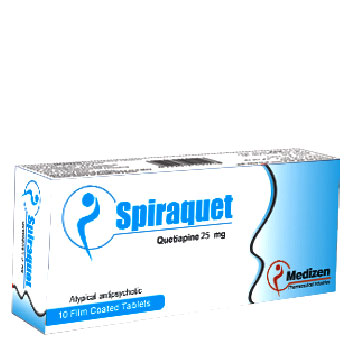 Spiraquet
Quetiapine 25 mg
Atypical antipsychotic
10 Film Coated Tablets
Medizen
Spiraquet